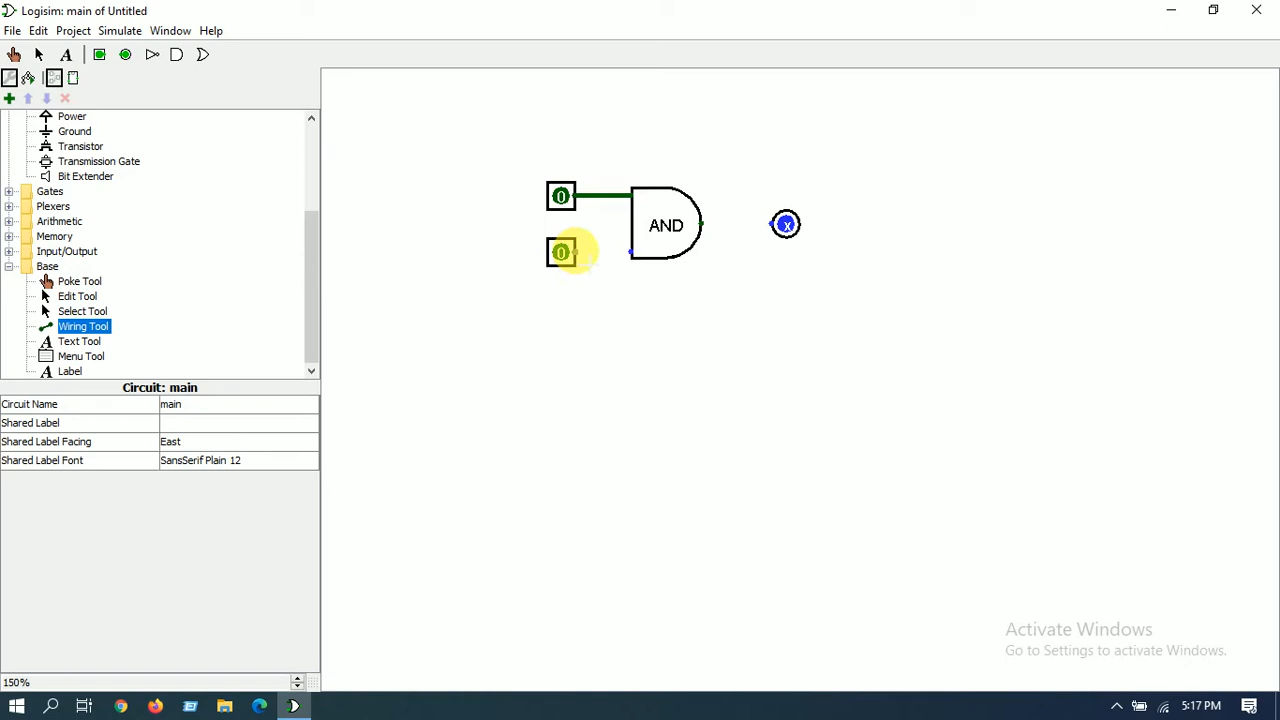 Logisim: main of Untitled
File Edit Project Simulate Window Help
A
Power
Ground
Transistor
Transmission Gate
Bit Extender
Gates
Plexers
Arithmetic
Memory
Input/Output
Base
Poke Tool
Edit Tool
Select Tool
Wiring Tool
A Text Tool
Menu Tool
A Label
Circuit: main
Circuit Name main
Shared Label
Shared Label Facing East
Shared Label Font SansSerif Plain 12
150%
0
AND
x
0
Activate Windows
Go to Settings to activate Windows.
5:17 PM